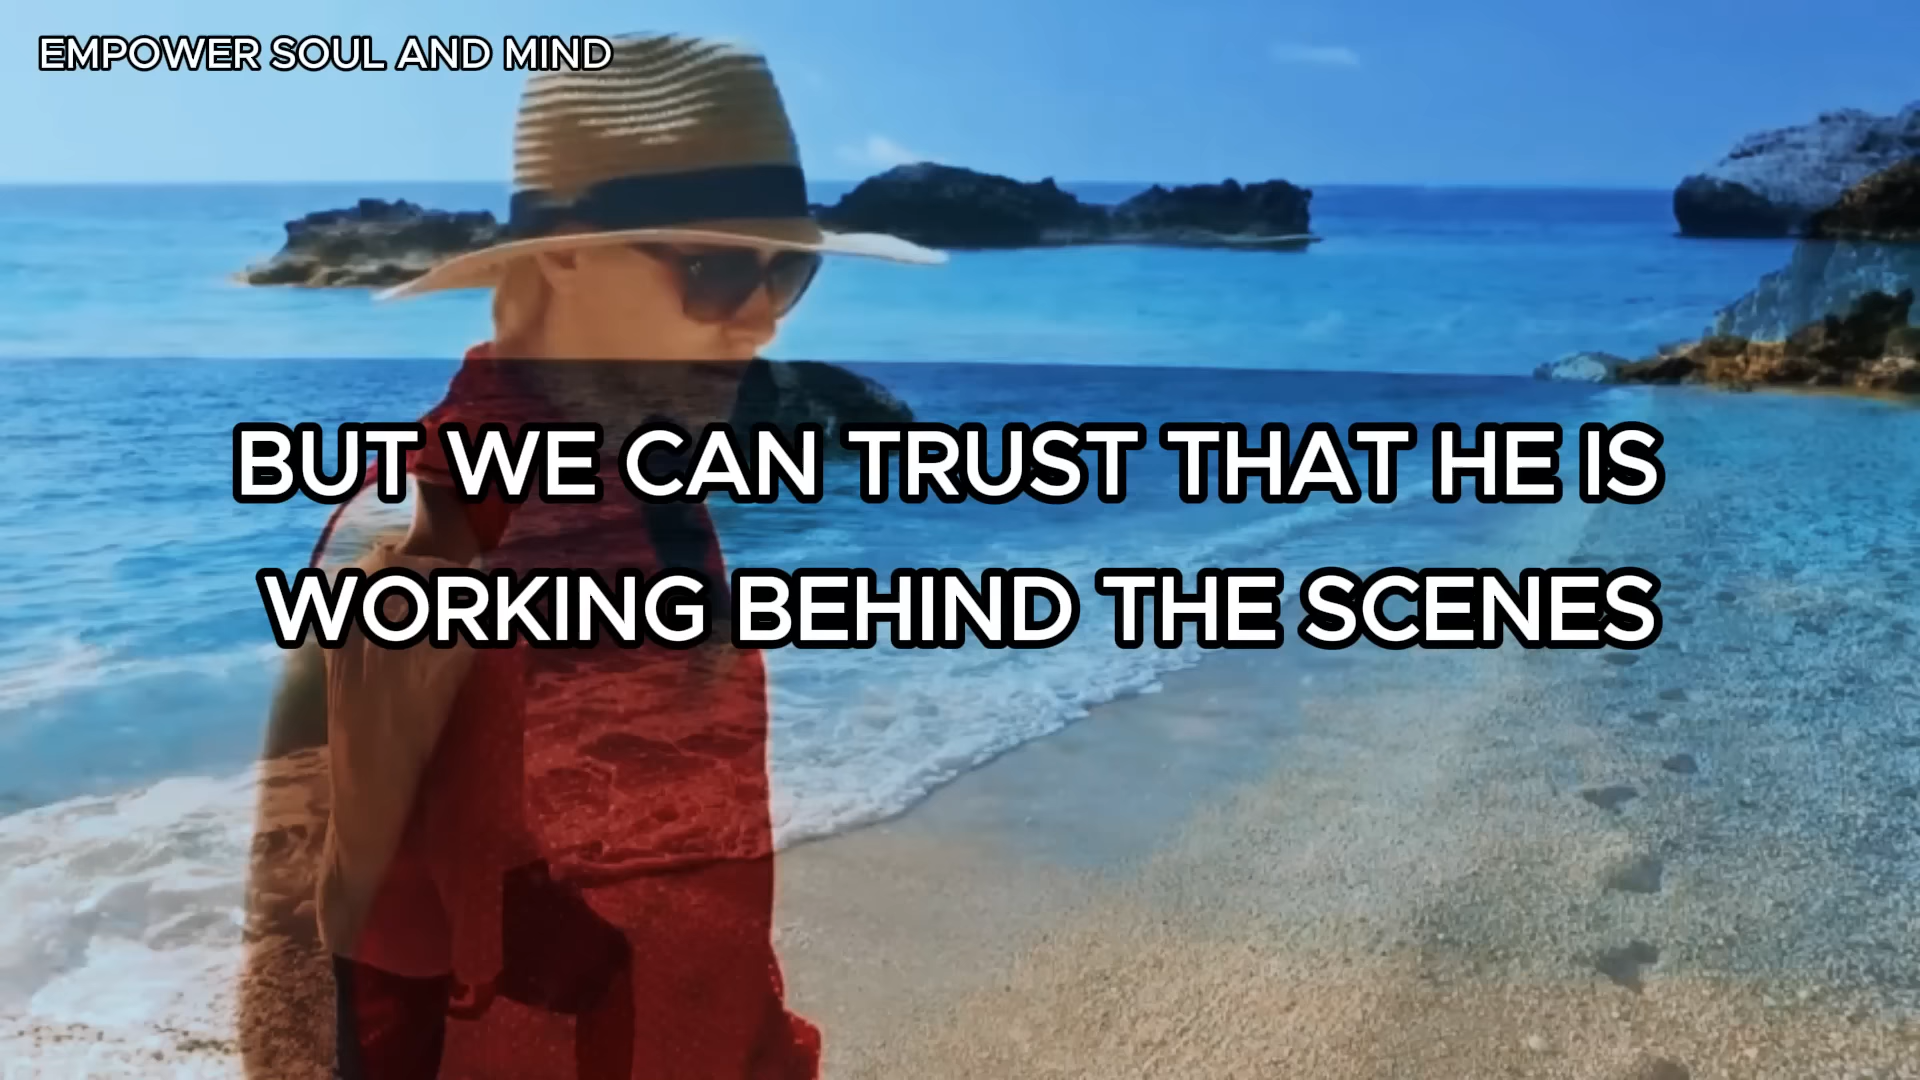 EMPOWER SOUL AND MIND
BUT WE CAN TRUST THAT HE IS
WORKING BEHIND THE SCENES